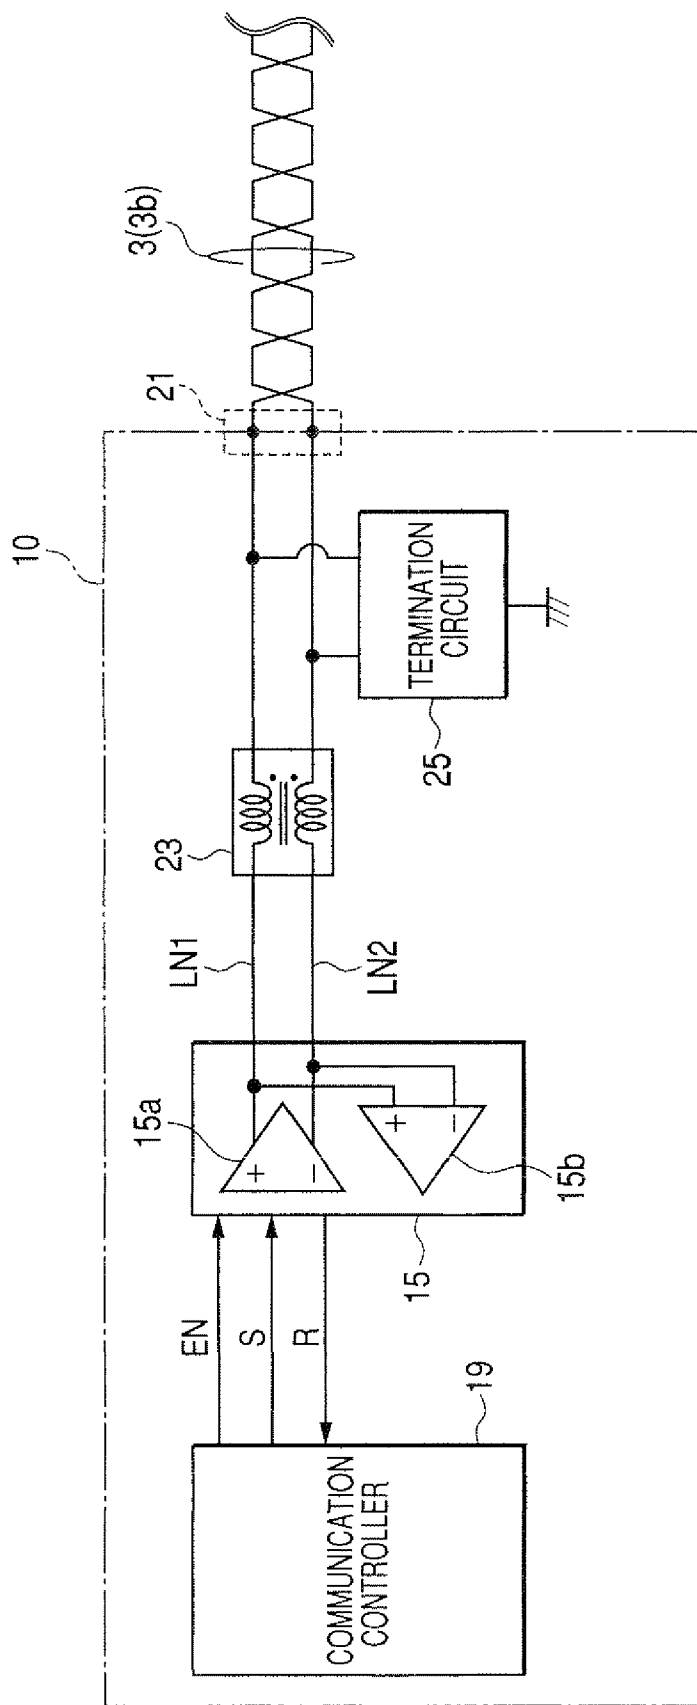 10
21
3(3b)
23
LN1
LN2
15a
+
−
+
−
15b
15
EN
S
R
19
COMMUNICATION
CONTROLLER
TERMINATION
CIRCUIT
25